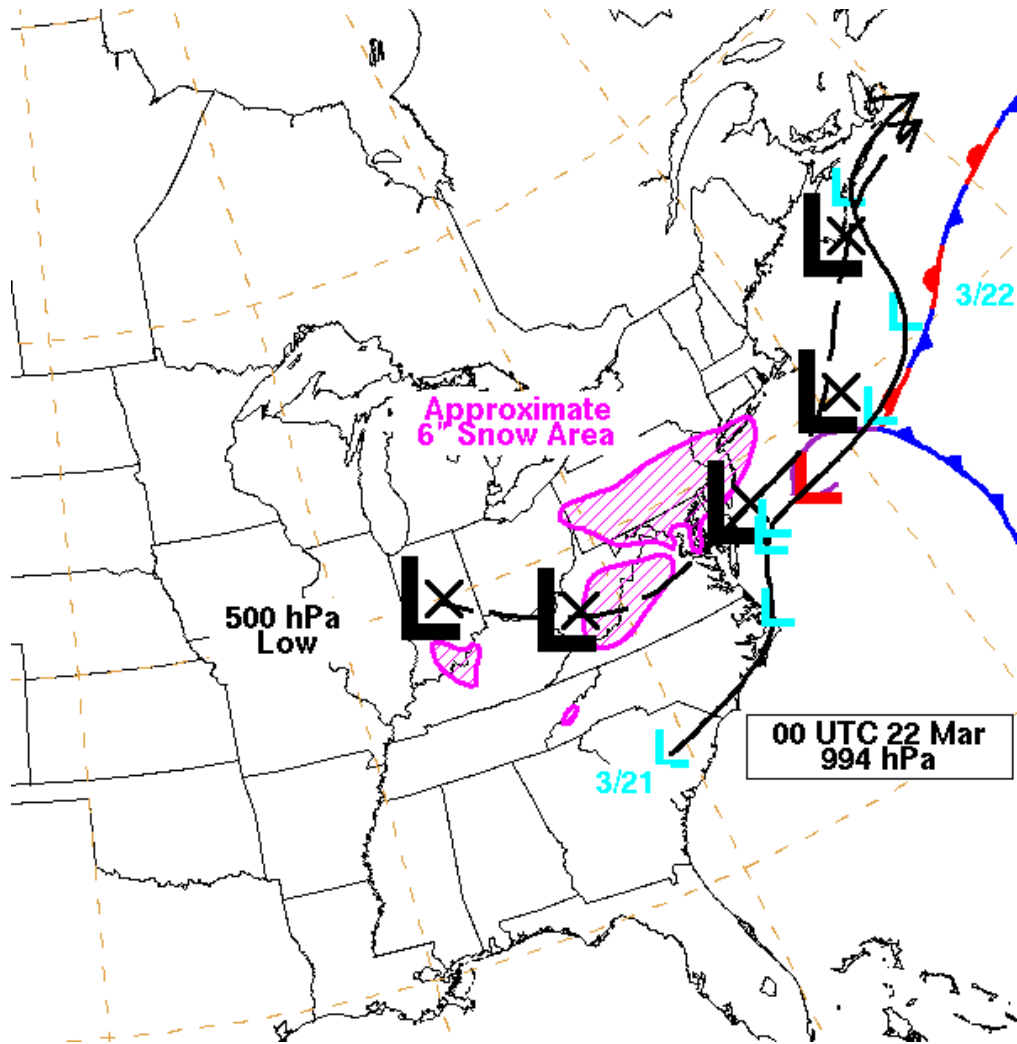 3/22
Approximate
6" Snow Area
500 hPa
Low
00 UTC 22 Mar
994 hPa
3/21
L
L
L
L
L
L
L
L
L
L
L
L
L